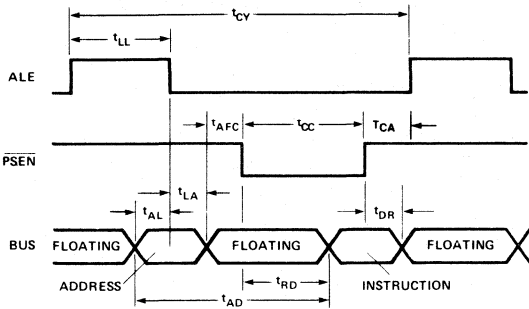 tCY
tLL
ALE
tAFC
tCC
TCA
PSEN
tLA
tAL
tDR
BUS
FLOATING
FLOATING
FLOATING
ADDRESS
tRD
INSTRUCTION
tAD